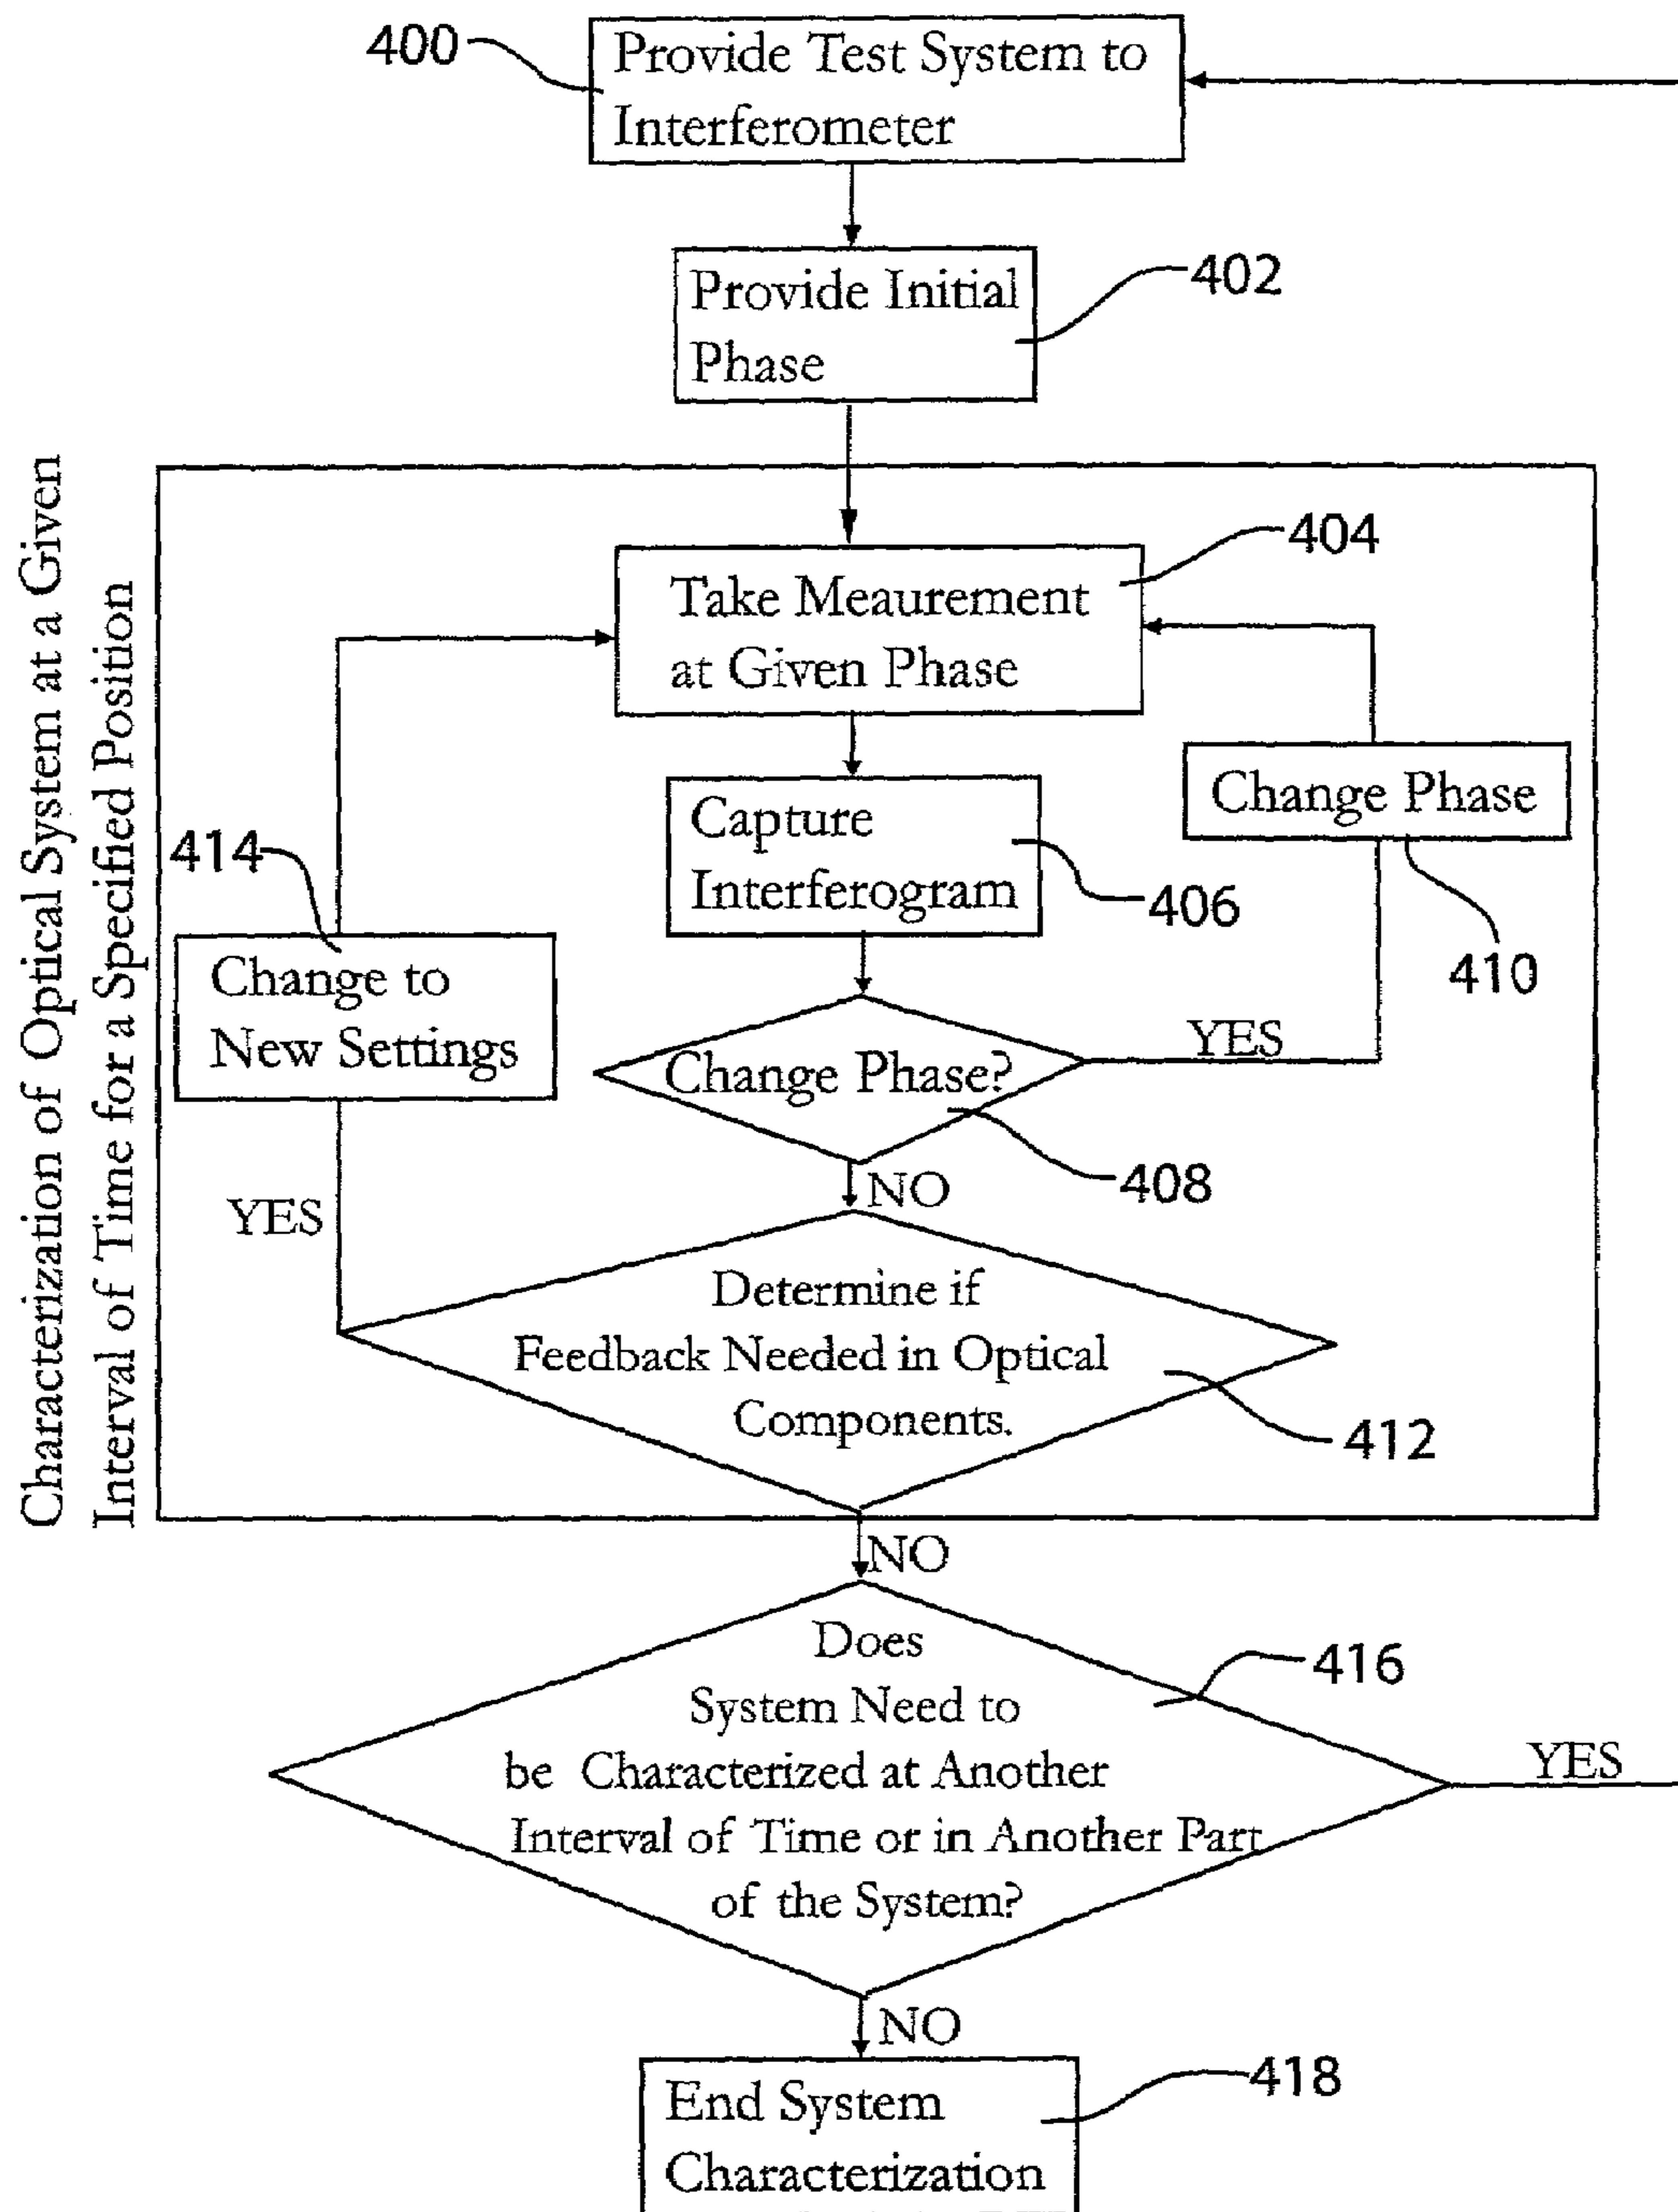 400
Provide Test System to
Interferometer
Provide Initial
Phase
402
Characterization of Optical System at a Given
Interval of Time for a Specified Position
404
Take Meaurement
at Given Phase
Change Phase
410
Capture
Interferogram
406
414
Change to
New Settings
Change Phase?
YES
408
NO
YES
Determine if
Feedback Needed in Optical
Components.
412
NO
Does
System Need to
be Characterized at Another
Interval of Time or in Another Part
of the System?
416
YES
NO
End System
Characterization
418